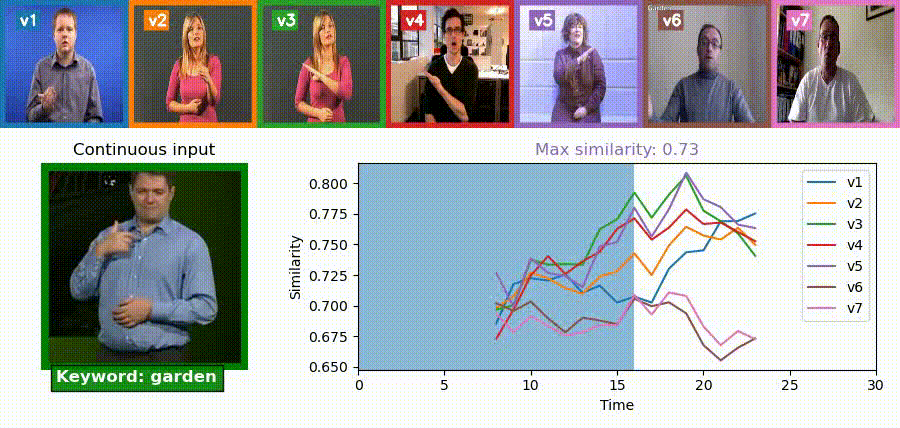 v1
v2
v3
v4
v5
v6
v7
Continuous input
Keyword: garden
Max similarity: 0.73
Similarity
0.800
0.775
0.750
0.725
0.700
0.675
0.650
0
5
10
15
20
25
30
Time
v1
v2
v3
v4
v5
v6
v7